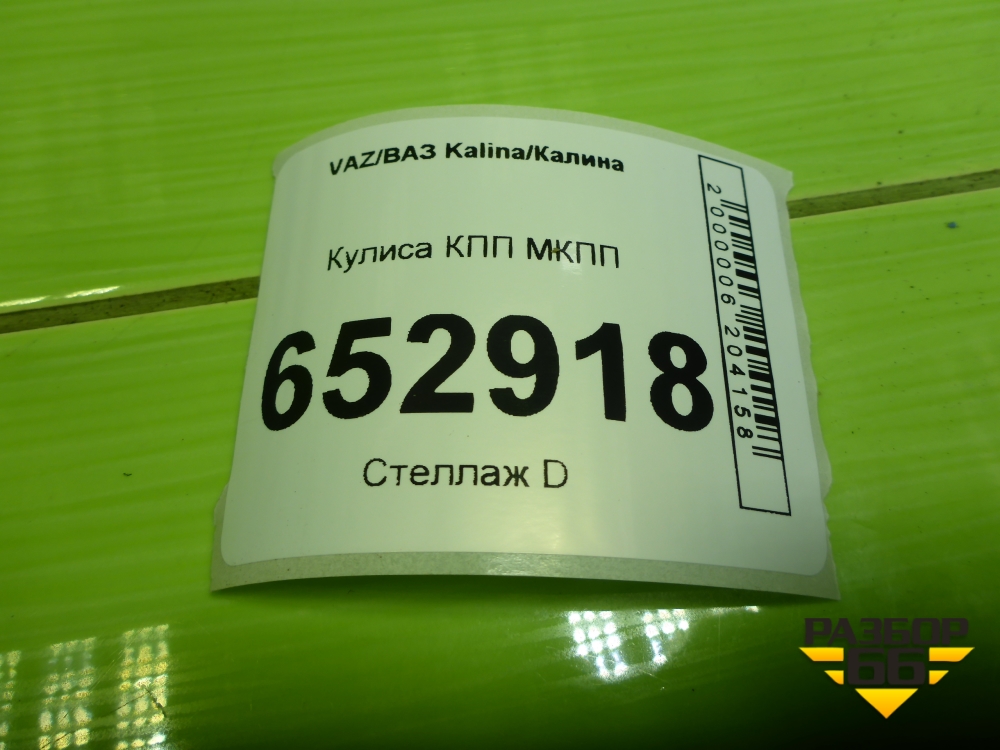 VAZ/ВАЗ Kalina/Калина
Кулиса КПП МКПП
652918
Стеллаж D
2000006204158
РАЗБОР
66